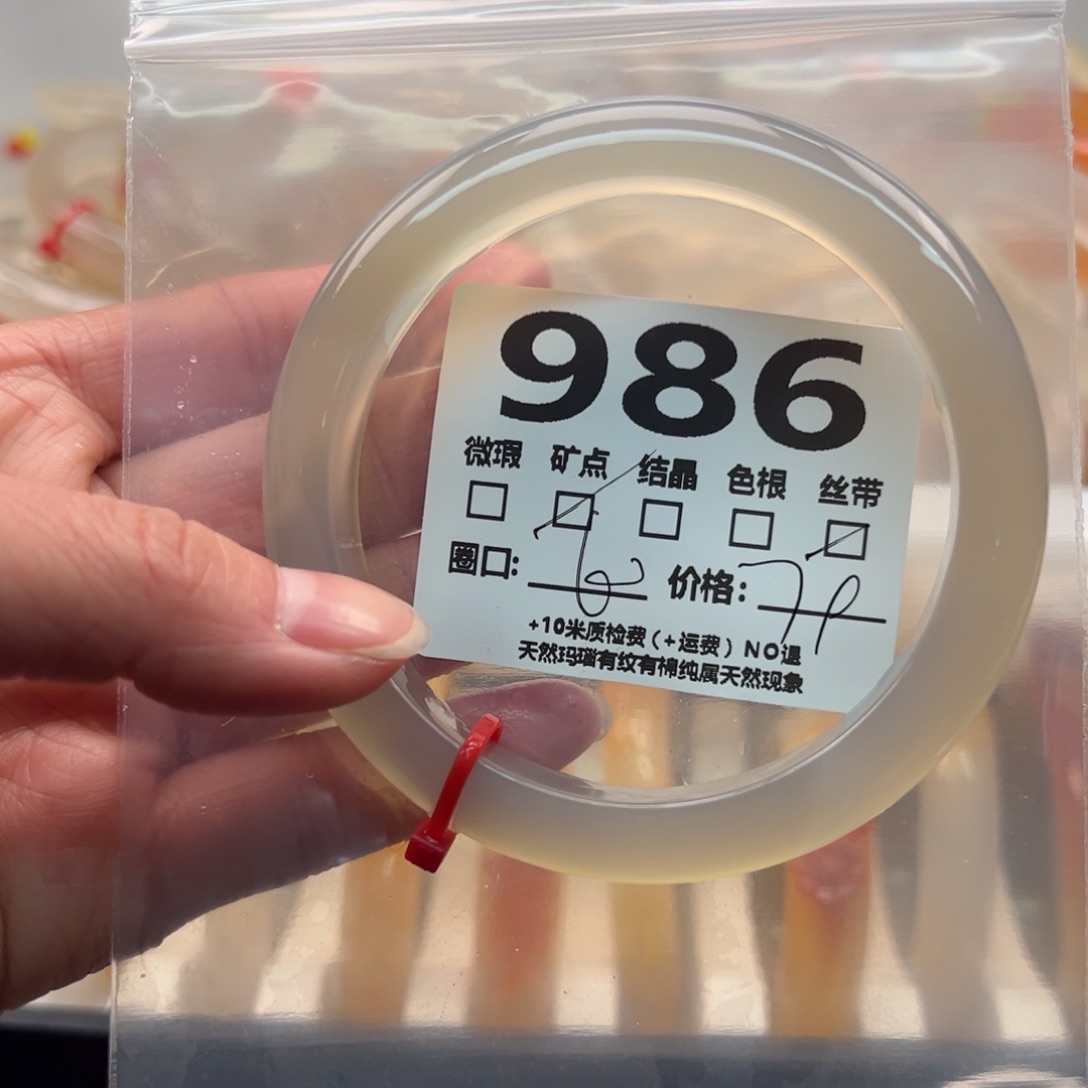 986
微瑕 矿点 结晶 色根 丝带
圈口: 价格:
+10米质检费(+运费)NO退
天然玛瑙有纹有棉纯属天然现象